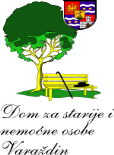 Dom za starije i
nemoćne osobe
Varaždin